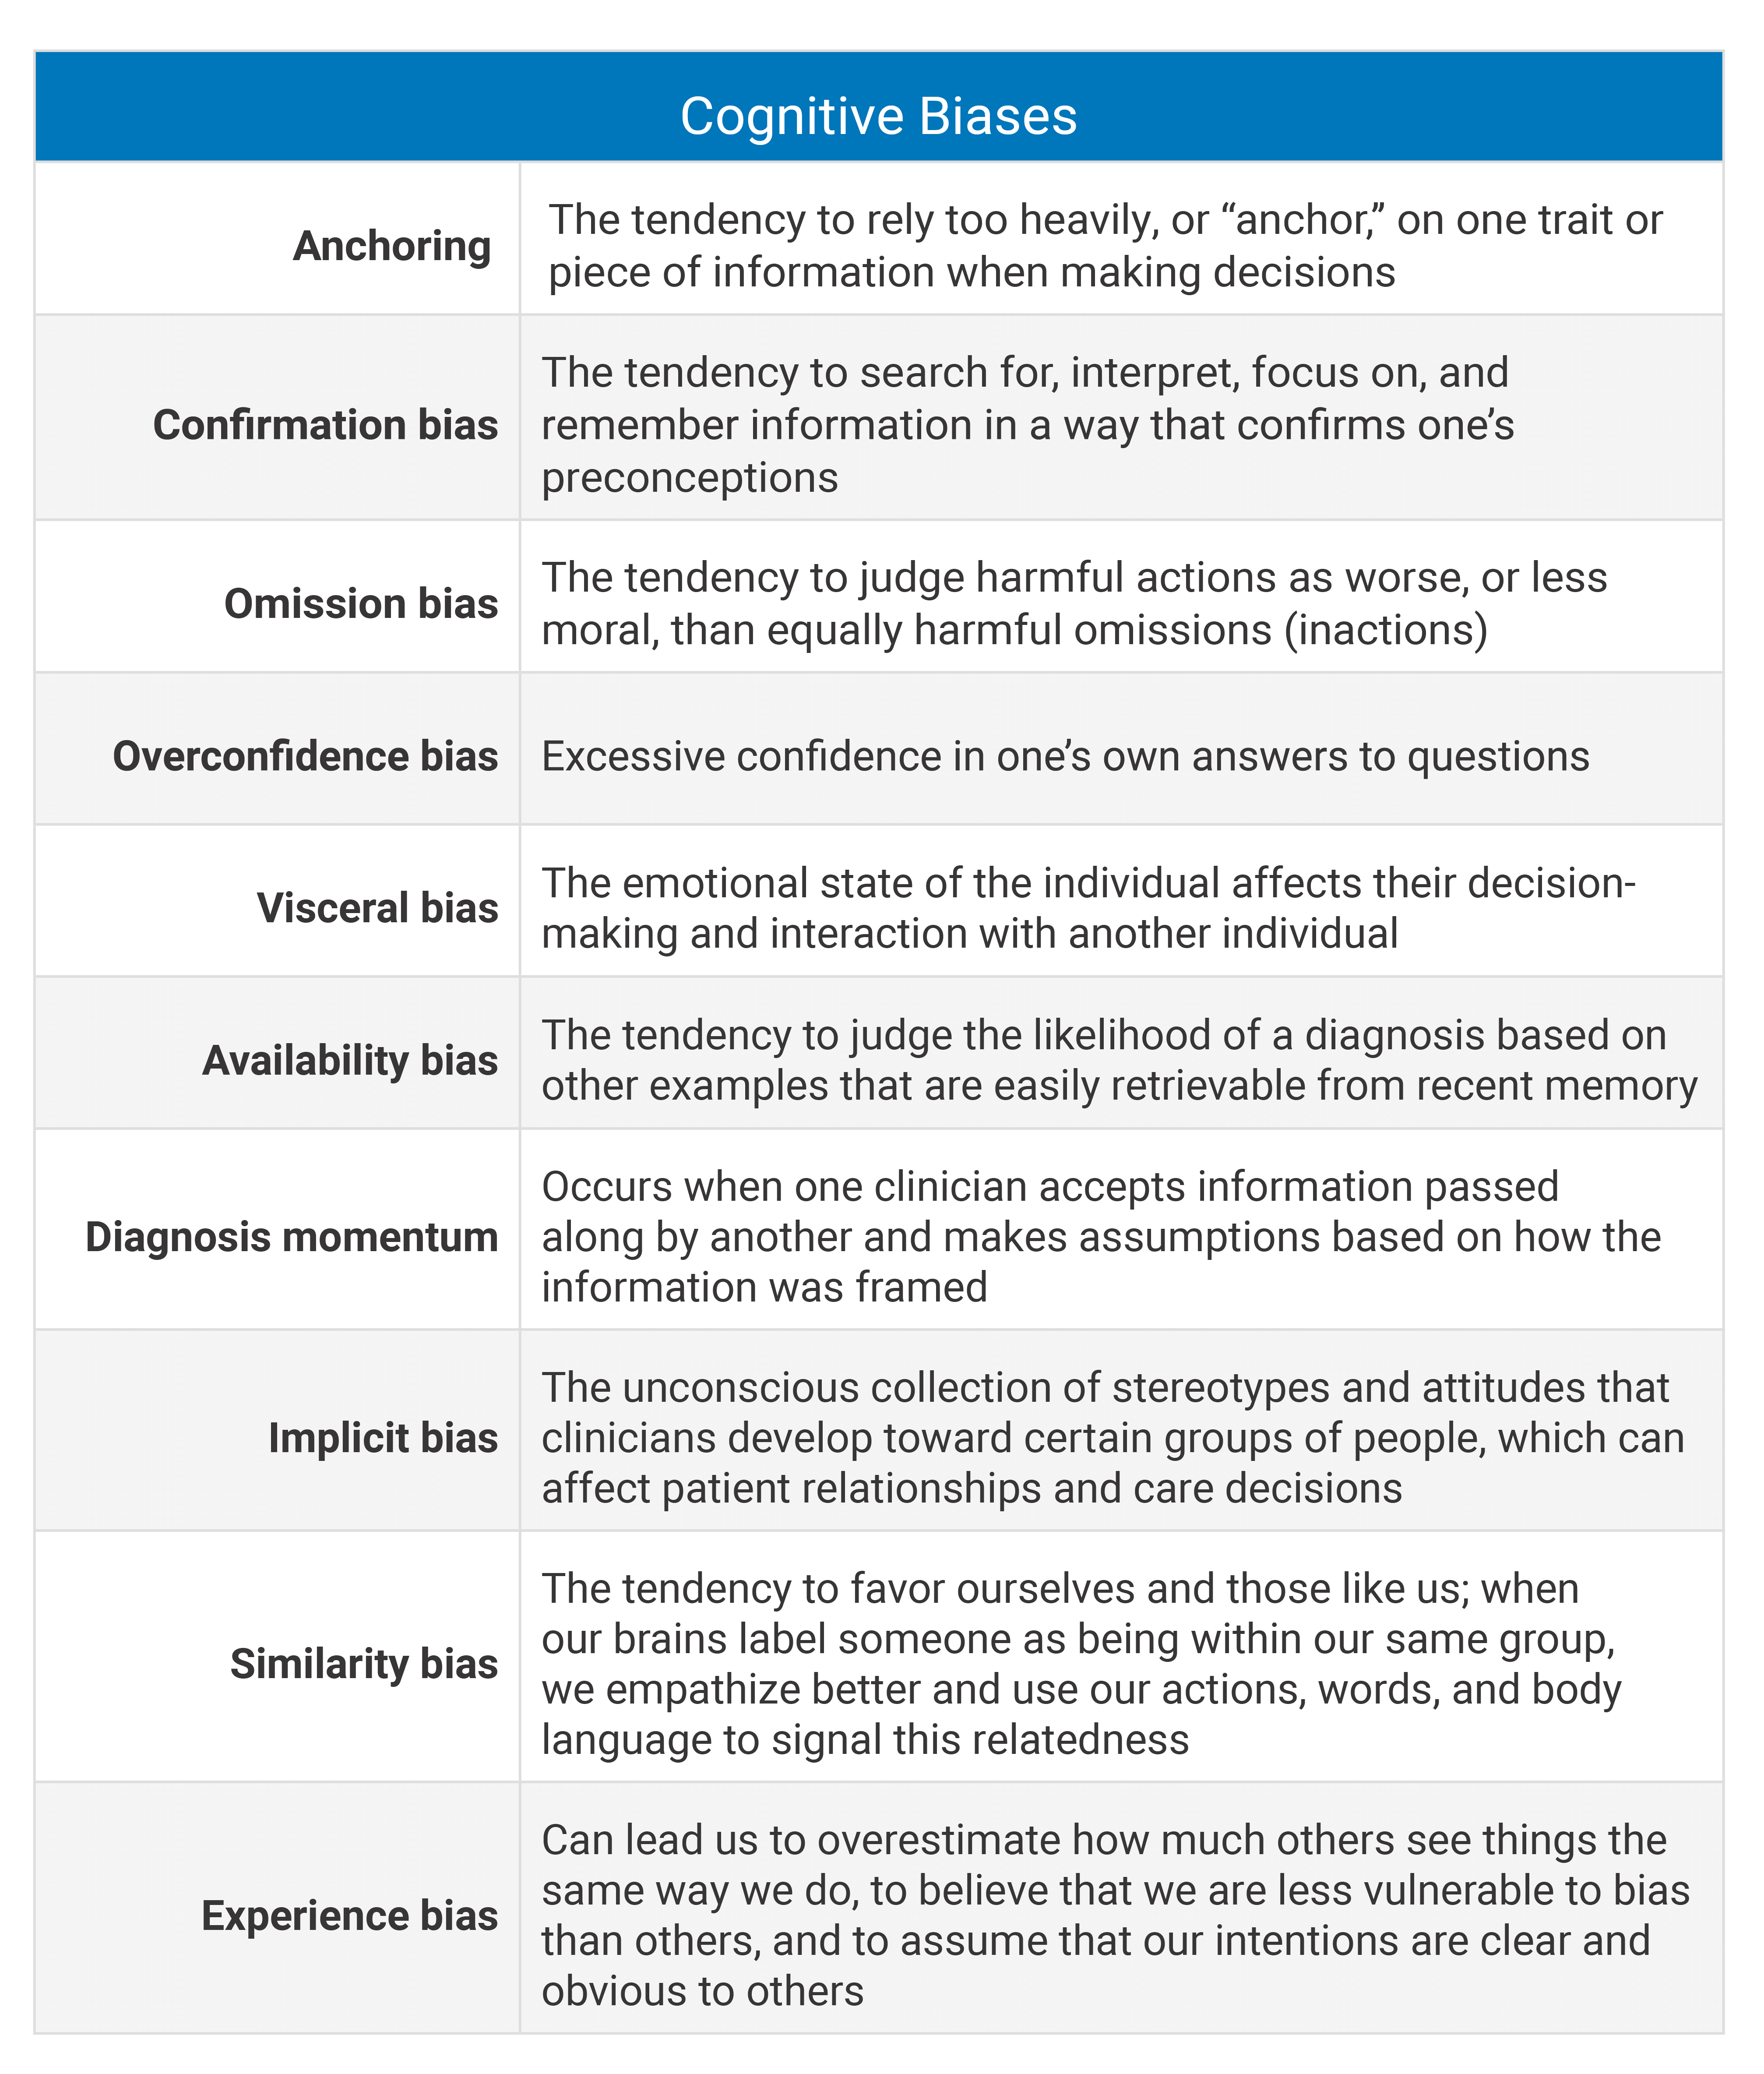 Cognitive Biases
Anchoring
The tendency to rely too heavily, or “anchor,” on one trait or
piece of information when making decisions
Confirmation bias
The tendency to search for, interpret, focus on, and
remember information in a way that confirms one’s
preconceptions
Omission bias
The tendency to judge harmful actions as worse, or less
moral, than equally harmful omissions (inactions)
Overconfidence bias
Excessive confidence in one’s own answers to questions
Visceral bias
The emotional state of the individual affects their decision-
making and interaction with another individual
Availability bias
The tendency to judge the likelihood of a diagnosis based on
other examples that are easily retrievable from recent memory
Diagnosis momentum
Occurs when one clinician accepts information passed
along by another and makes assumptions based on how the
information was framed
Implicit bias
The unconscious collection of stereotypes and attitudes that
clinicians develop toward certain groups of people, which can
affect patient relationships and care decisions
Similarity bias
The tendency to favor ourselves and those like us; when
our brains label someone as being within our same group,
we empathize better and use our actions, words, and body
language to signal this relatedness
Experience bias
Can lead us to overestimate how much others see things the
same way we do, to believe that we are less vulnerable to bias
than others, and to assume that our intentions are clear and
obvious to others